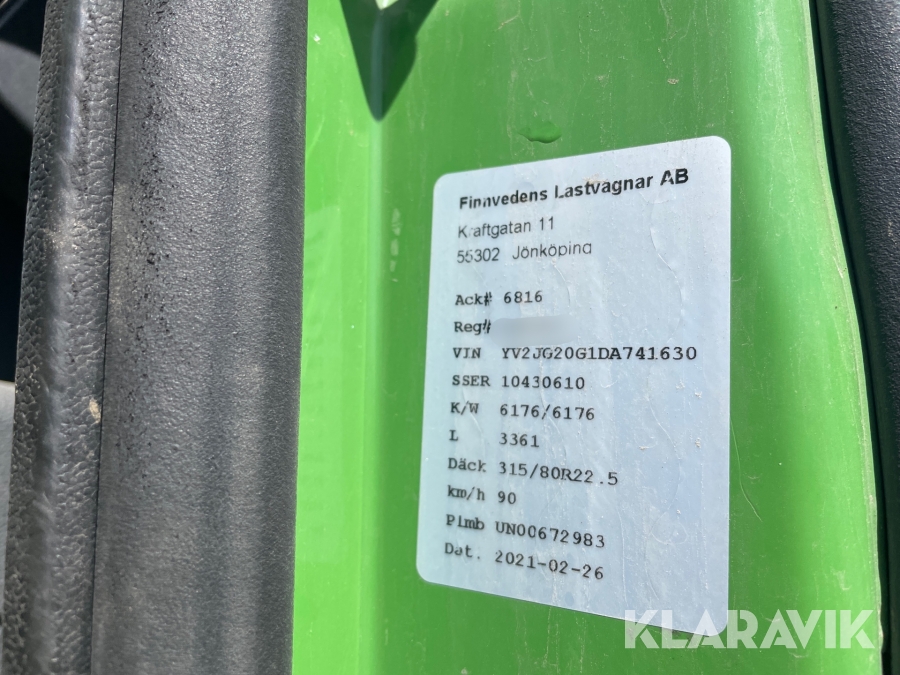 Finnvedens Lastvagnar AB
Kraftgatan 11
55302 Jönköping
Ack# 6816
Reg#
VIN YV2JG20G1DA741630
SSER 10430610
K/W 6176/6176
L 3361
Däck 315/80R22.5
km/h 90
Plmb UN00672983
Dat. 2021-02-26
KLARAVIK